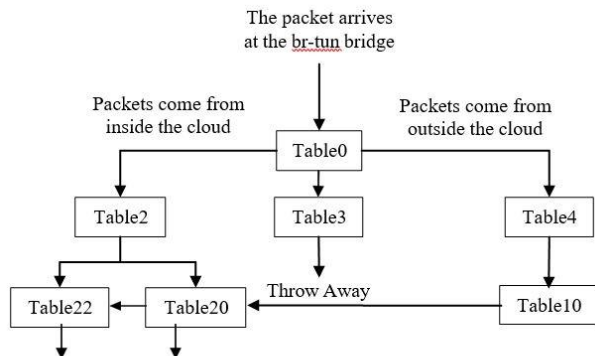 The packet arrives
at the br-tun bridge
Packets come from
inside the cloud
Packets come from
outside the cloud
Table0
Table2
Table3
Table4
Throw Away
Table22
Table20
Table10